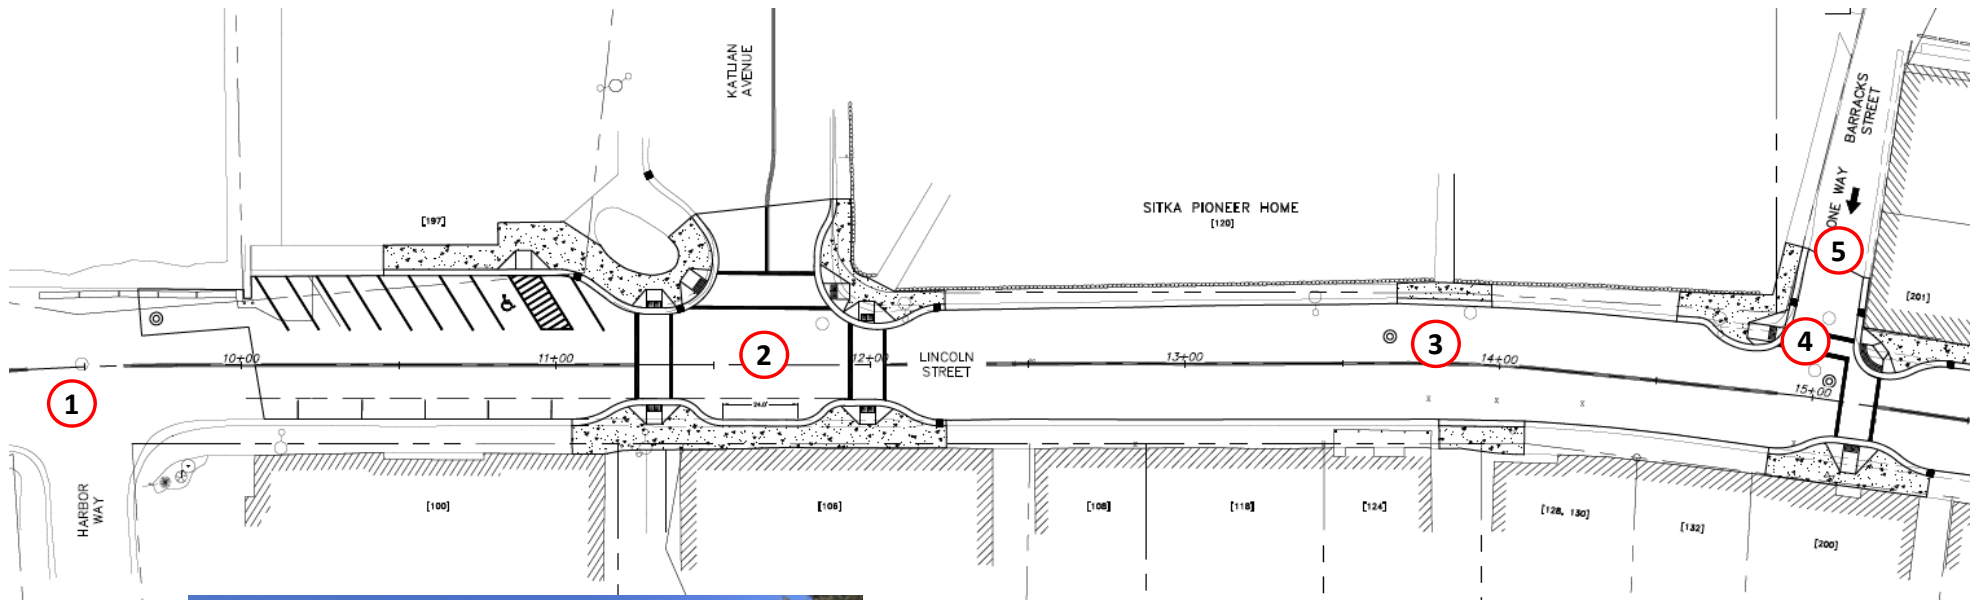 KATLIAN
AVENUE
BARRACKS
STREET
ONE WAY
SITKA PIONEER HOME
[120]
[197]
5
[201]
4
2
3
1
10+00
11+00
12+00
LINCOLN
STREET
13+00
14+00
15+00
24.0'
HARBOR
WAY
[100]
[106]
[108]
[118]
[124]
[128, 130]
[132]
[200]